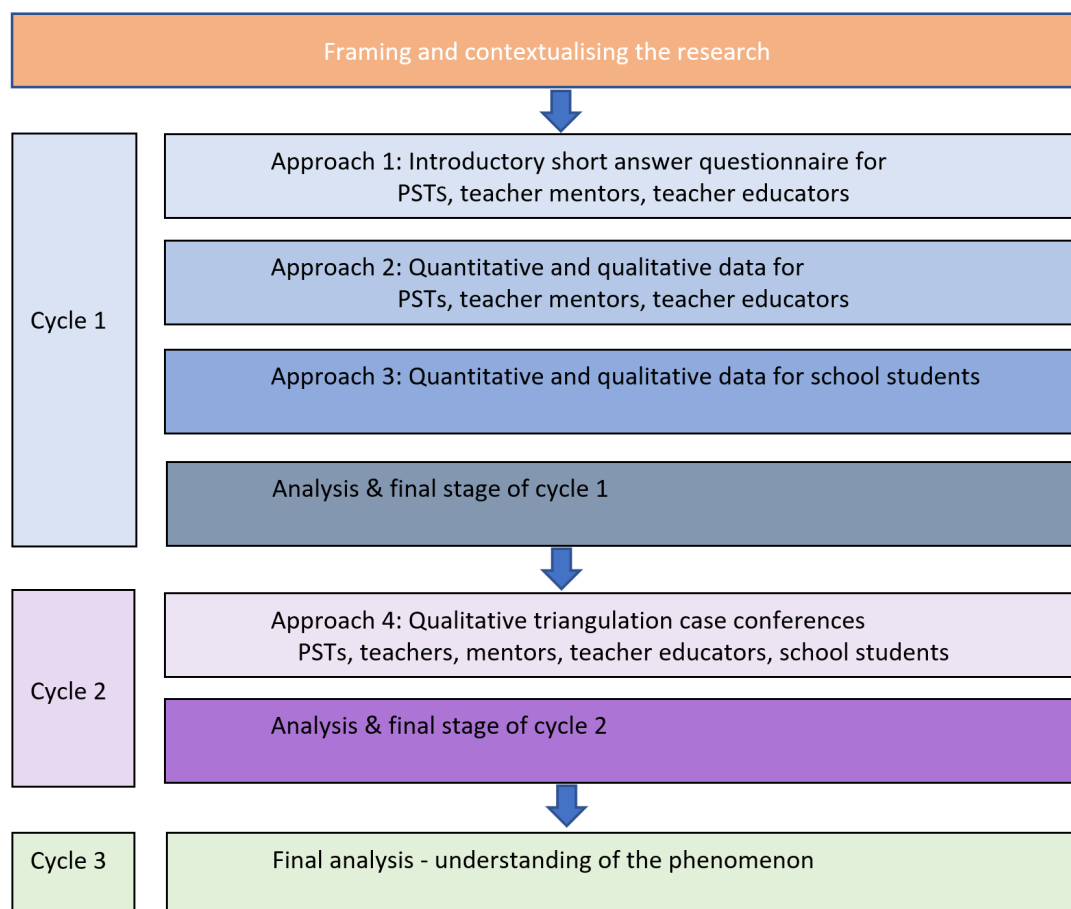 Framing and contextualising the research
Cycle 1
Approach 1: Introductory short answer questionnaire for
PSTs, teacher mentors, teacher educators
Approach 2: Quantitative and qualitative data for
PSTs, teacher mentors, teacher educators
Approach 3: Quantitative and qualitative data for school students
Analysis & final stage of cycle 1
Cycle 2
Approach 4: Qualitative triangulation case conferences
PSTs, teachers, mentors, teacher educators, school students
Analysis & final stage of cycle 2
Cycle 3
Final analysis - understanding of the phenomenon